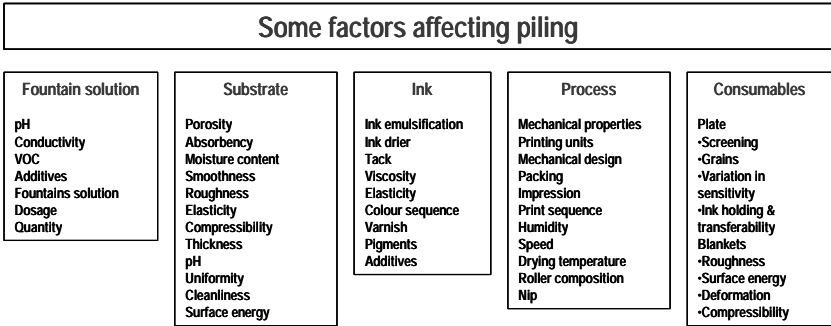 Some factors affecting piling
Fountain solution
pH
Conductivity
VOC
Additives
Fountains solution
Dosage
Quantity
Substrate
Porosity
Absorbency
Moisture content
Smoothness
Roughness
Elasticity
Compressibility
Thickness
pH
Uniformity
Cleanliness
Surface energy
Ink
Ink emulsification
Ink drier
Tack
Viscosity
Elasticity
Colour sequence
Varnish
Pigments
Additives
Process
Mechanical properties
Printing units
Mechanical design
Packing
Impression
Print sequence
Humidity
Speed
Drying temperature
Roller composition
Nip
Consumables
Plate
•Screening
•Grains
•Variation in
sensitivity
•Ink holding &
transferability
Blankets
•Roughness
•Surface energy
•Deformation
•Compressibility